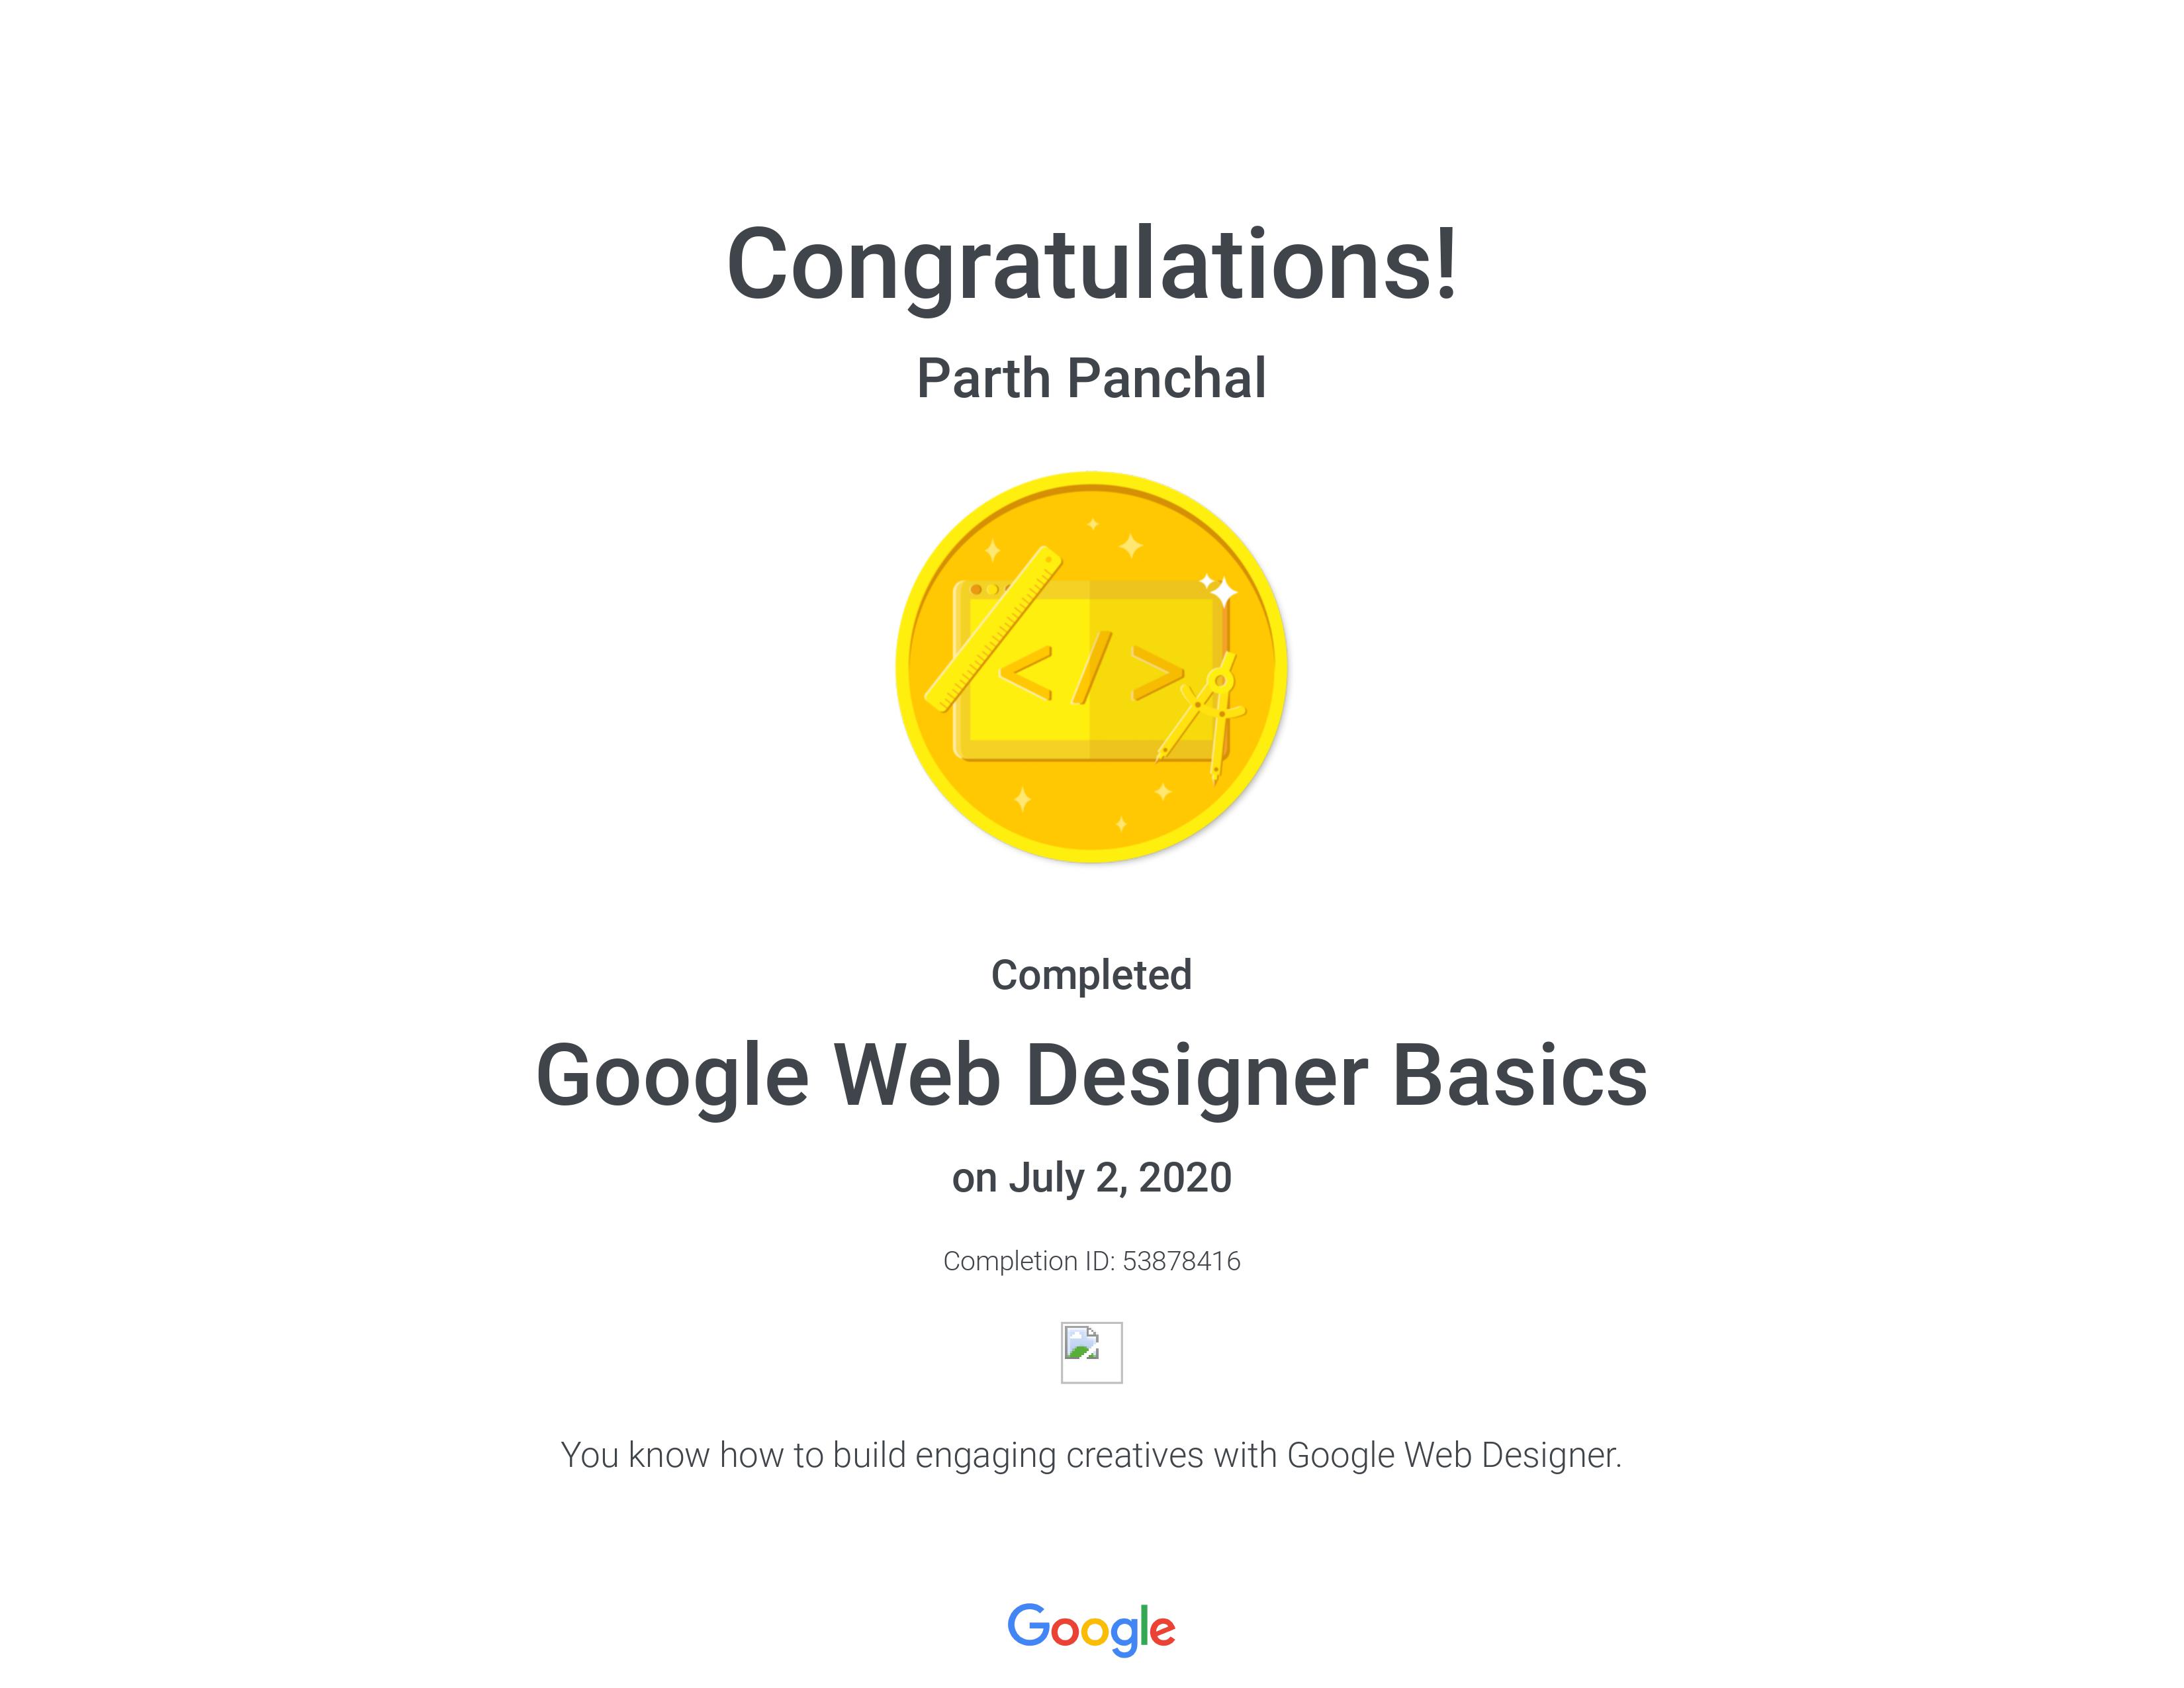 Congratulations!
Parth Panchal
</>
Completed
Google Web Designer Basics
on July 2, 2020
Completion ID: 53878416
You know how to build engaging creatives with Google Web Designer.
Google